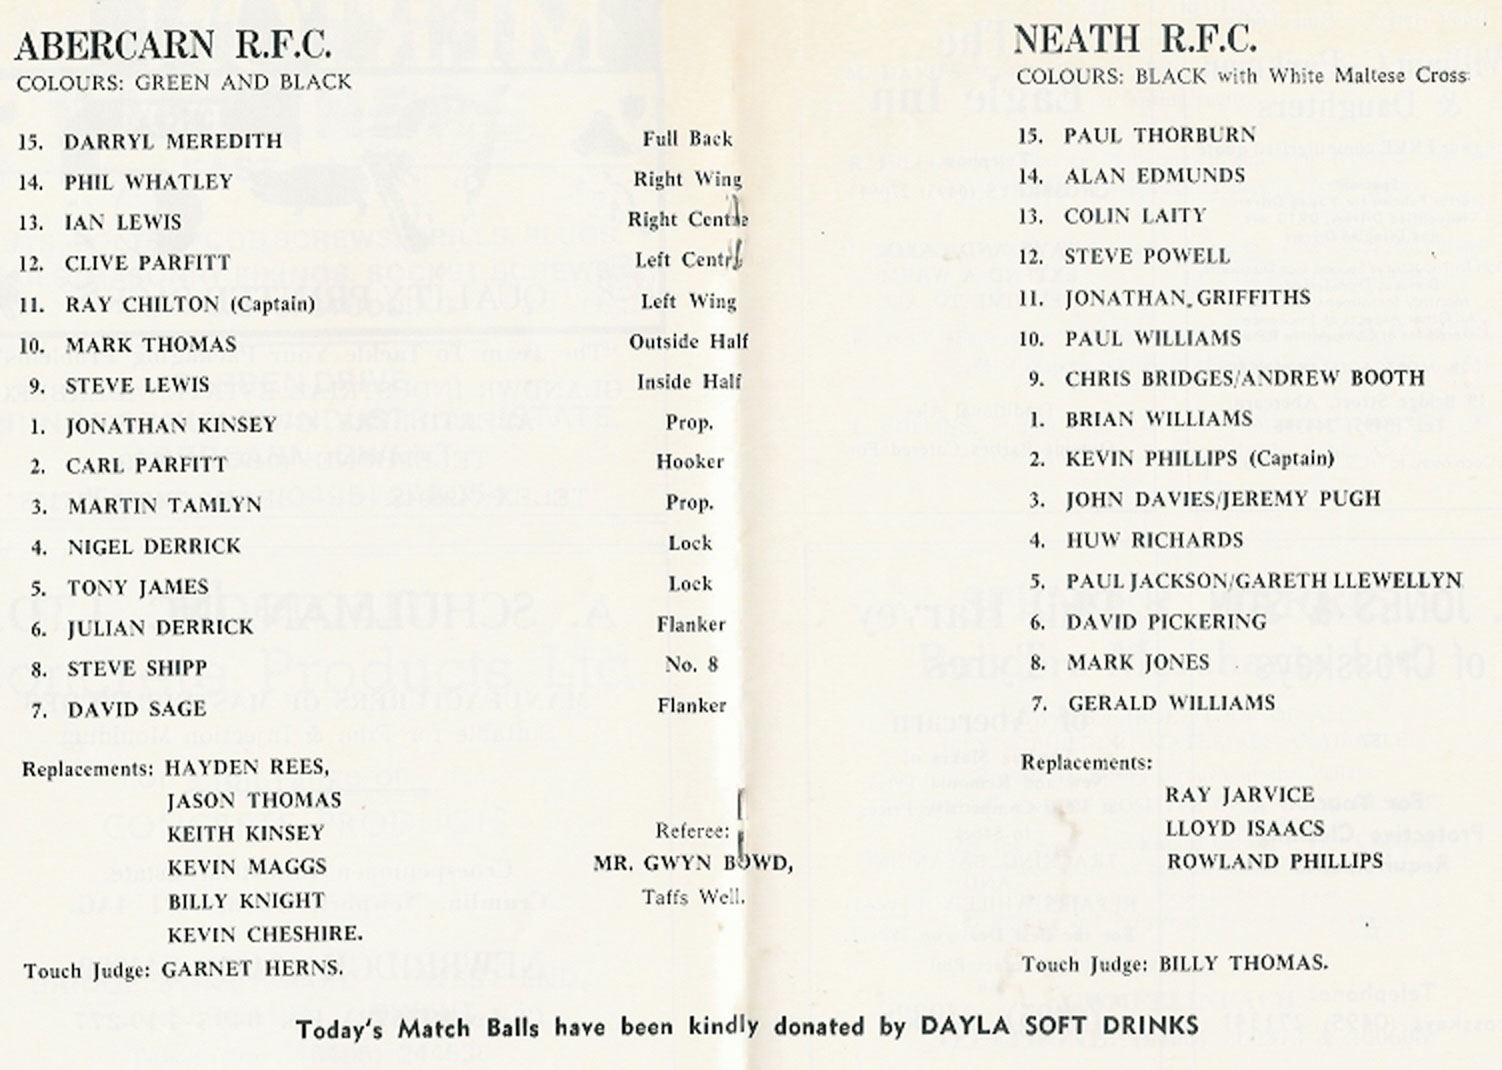 ABERCARN R.F.C.
COLOURS: GREEN AND BLACK
NEATH R.F.C.
COLOURS: BLACK with White Maltese Cross
15. DARRYL MEREDITH Full Back 15. PAUL THORBURN
14. PHIL WHATLEY Right Wing 14. ALAN EDMUNDS
13. IAN LEWIS Right Centre 13. COLIN LAITY
12. CLIVE PARFITT Left Centre 12. STEVE POWELL
11. RAY CHILTON (Captain) Left Wing 11. JONATHAN GRIFFITHS
10. MARK THOMAS Outside Half 10. PAUL WILLIAMS
9. STEVE LEWIS Inside Half 9. CHRIS BRIDGES/ANDREW BOOTH
1. JONATHAN KINSEY Prop. 1. BRIAN WILLIAMS
2. CARL PARFITT Hooker 2. KEVIN PHILLIPS (Captain)
3. MARTIN TAMLYN Prop. 3. JOHN DAVIES/JEREMY PUGH
4. NIGEL DERRICK Lock 4. HUW RICHARDS
5. TONY JAMES Lock 5. PAUL JACKSON/GARETH LLEWELLYN
6. JULIAN DERRICK Flanker 6. DAVID PICKERING
8. STEVE SHIPP No. 8 8. MARK JONES
7. DAVID SAGE Flanker 7. GERALD WILLIAMS
Replacements: HAYDEN REES,
JASON THOMAS
KEITH KINSEY
KEVIN MAGGS
BILLY KNIGHT
KEVIN CHESHIRE.
Touch Judge: GARNET HERNS.
Referee:
MR. GWYN BOWD,
Taffs Well.
Replacements:
RAY JARVICE
LLOYD ISAACS
ROWLAND PHILLIPS
Touch Judge: BILLY THOMAS.
Today's Match Balls have been kindly donated by DAYLA SOFT DRINKS